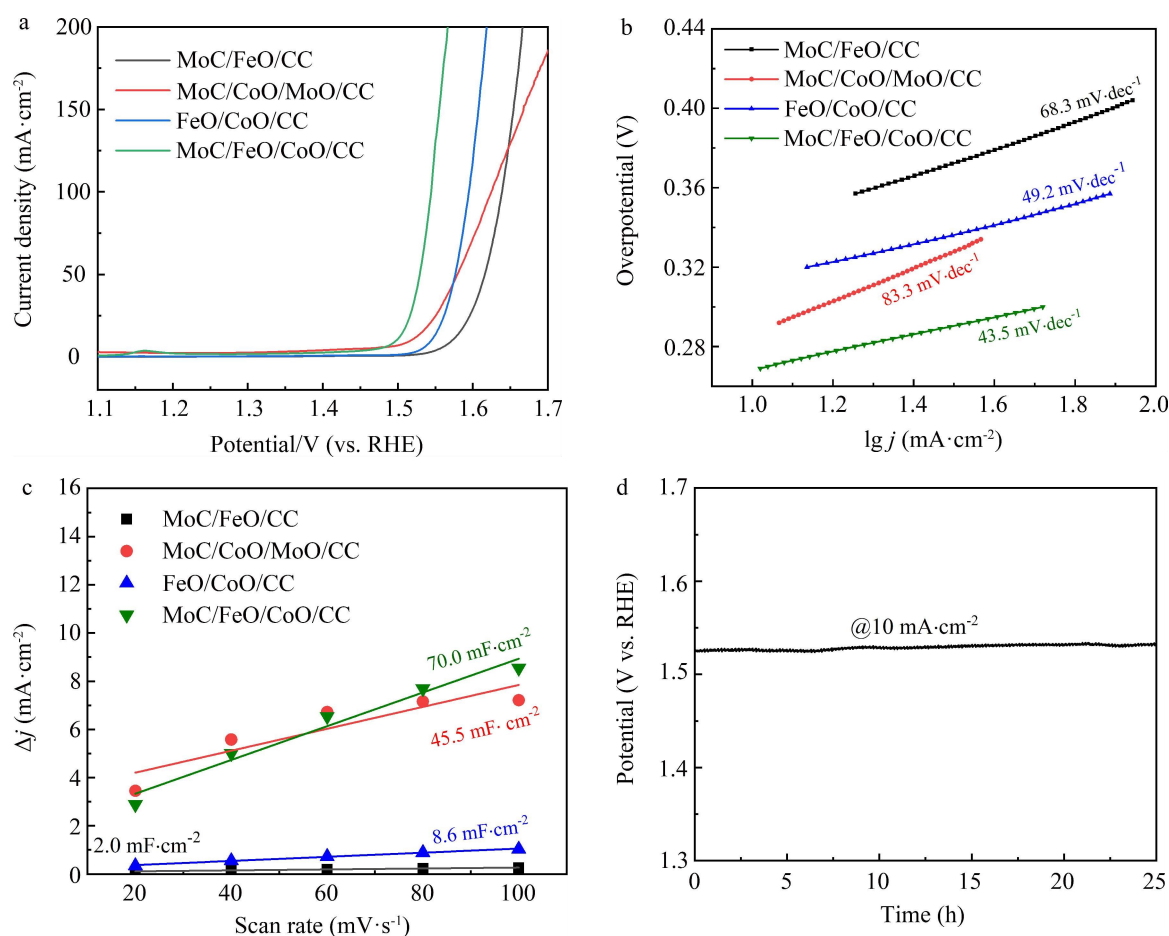 a
200
150
100
50
0
Current density (mA·cm⁻²)
MoC/FeO/CC
MoC/CoO/MoO/CC
FeO/CoO/CC
MoC/FeO/CoO/CC
1.1 1.2 1.3 1.4 1.5 1.6 1.7
Potential/V (vs. RHE)
b
0.44
0.40
0.36
0.32
0.28
Overpotential (V)
MoC/FeO/CC
MoC/CoO/MoO/CC
FeO/CoO/CC
MoC/FeO/CoO/CC
68.3 mV·dec⁻¹
49.2 mV·dec⁻¹
83.3 mV·dec⁻¹
43.5 mV·dec⁻¹
1.0 1.2 1.4 1.6 1.8 2.0
lg j (mA·cm⁻²)
c
16
14
12
10
8
6
4
2
0
Δj (mA·cm⁻²)
MoC/FeO/CC
MoC/CoO/MoO/CC
FeO/CoO/CC
MoC/FeO/CoO/CC
70.0 mF·cm⁻²
45.5 mF· cm⁻²
2.0 mF·cm⁻²
8.6 mF·cm⁻²
20 40 60 80 100
Scan rate (mV·s⁻¹)
d
1.7
1.6
1.5
1.4
1.3
Potential (V vs. RHE)
@10 mA·cm⁻²
0 5 10 15 20 25
Time (h)